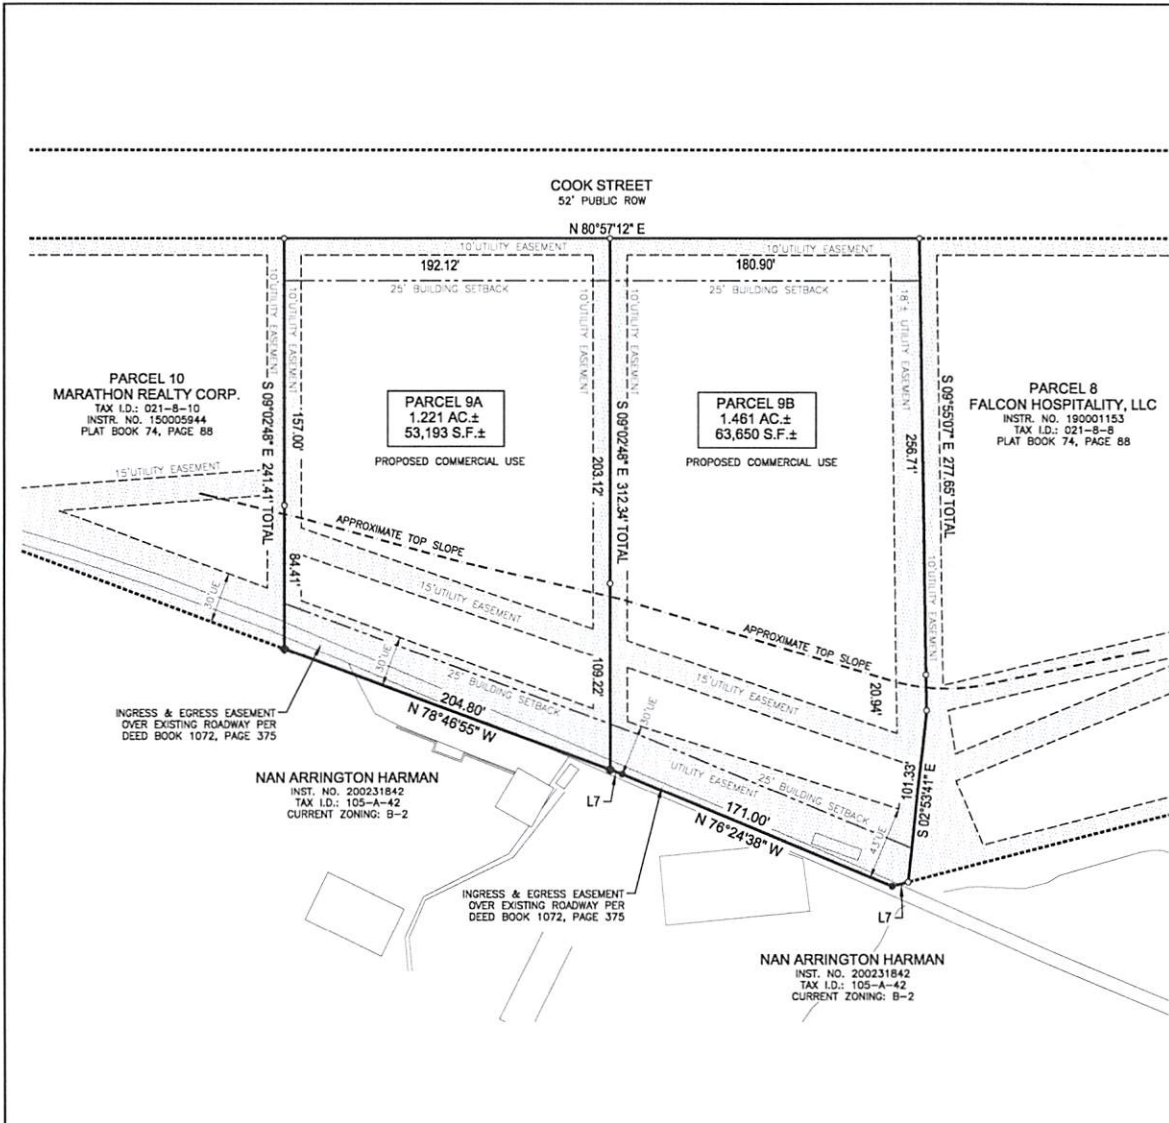 COOK STREET
52' PUBLIC ROW
N 80°57'12" E
10'UTILITY EASEMENT
10'UTILITY EASEMENT
192.12'
180.90'
25' BUILDING SETBACK
25' BUILDING SETBACK
10'UTILITY EASEMENT
10'UTILITY EASEMENT
10'UTILITY EASEMENT
10'UTILITY EASEMENT
18'± UTILITY EASEMENT
PARCEL 10
MARATHON REALTY CORP.
TAX I.D.: 021-8-10
INSTR. NO. 150005944
PLAT BOOK 74, PAGE 88
S 09°02'48" E 241.41' TOTAL
157.00'
PARCEL 9A
1.221 AC.±
53,193 S.F.±
PROPOSED COMMERCIAL USE
203.12'
S 09°02'48" E 312.34' TOTAL
PARCEL 9B
1.461 AC.±
63,650 S.F.±
PROPOSED COMMERCIAL USE
256.71'
S 09°55'07" E 277.65' TOTAL
PARCEL 8
FALCON HOSPITALITY, LLC
INSTR. NO. 190001153
TAX I.D.: 021-8-8
PLAT BOOK 74, PAGE 88
15'UTILITY EASEMENT
APPROXIMATE TOP SLOPE
84.41'
30'UE
15'UTILITY EASEMENT
10'UTILITY EASEMENT
APPROXIMATE TOP SLOPE
30'UE
25' BUILDING SETBACK
109.22'
15'UTILITY EASEMENT
20.94'
204.80'
N 78°46'55" W
30'UE
INGRESS & EGRESS EASEMENT
OVER EXISTING ROADWAY PER
DEED BOOK 1072, PAGE 375
NAN ARRINGTON HARMAN
INST. NO. 200231842
TAX I.D.: 105-A-42
CURRENT ZONING: B-2
L7
UTILITY EASEMENT
25' BUILDING SETBACK
101.33'
S 02°53'41" E
171.00'
N 76°24'38" W
43'UE
INGRESS & EGRESS EASEMENT
OVER EXISTING ROADWAY PER
DEED BOOK 1072, PAGE 375
L7
NAN ARRINGTON HARMAN
INST. NO. 200231842
TAX I.D.: 105-A-42
CURRENT ZONING: B-2